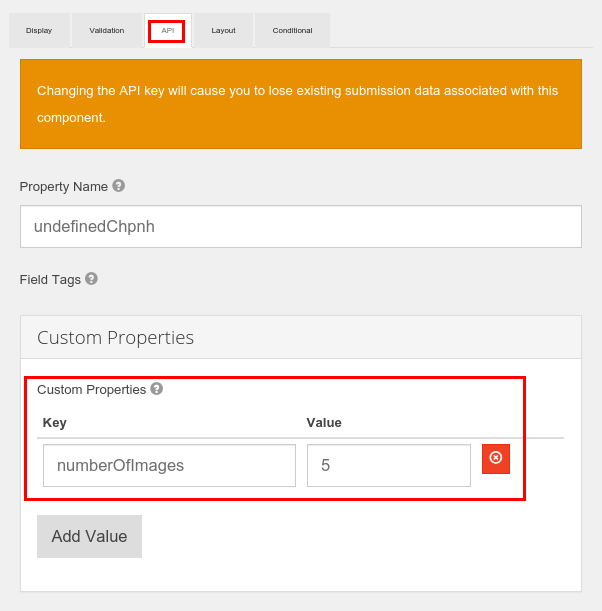 Display Validation API Layout Conditional
Changing the API key will cause you to lose existing submission data associated with this
component.
Property Name
undefinedChpnh
Field Tags
Custom Properties
Custom Properties
Key Value
numberOfImages 5
Add Value